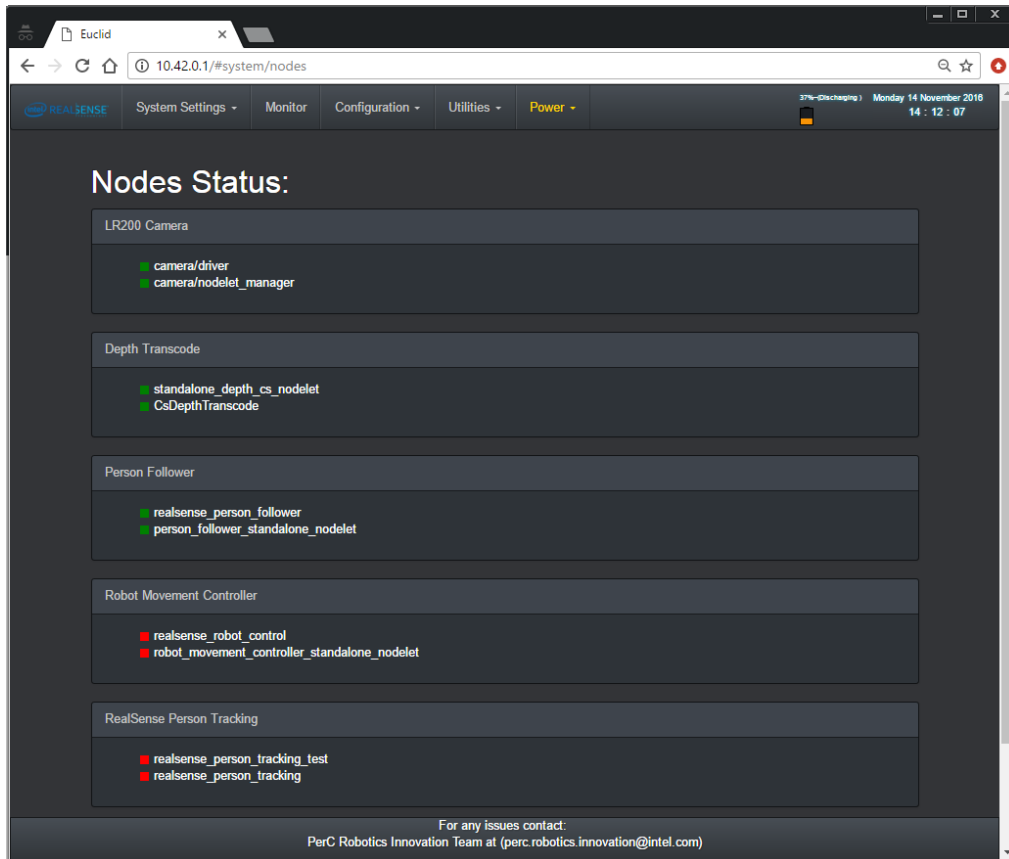 Euclid
10.42.0.1/#system/nodes
intel REALSENSE System Settings Monitor Configuration Utilities Power 37%-(Discharging ) Monday 14 November 2016
14 : 12 : 07
Nodes Status:
LR200 Camera
camera/driver
camera/nodelet_manager
Depth Transcode
standalone_depth_cs_nodelet
CsDepthTranscode
Person Follower
realsense_person_follower
person_follower_standalone_nodelet
Robot Movement Controller
realsense_robot_control
robot_movement_controller_standalone_nodelet
RealSense Person Tracking
realsense_person_tracking_test
realsense_person_tracking
For any issues contact:
PerC Robotics Innovation Team at (perc.robotics.innovation@intel.com)